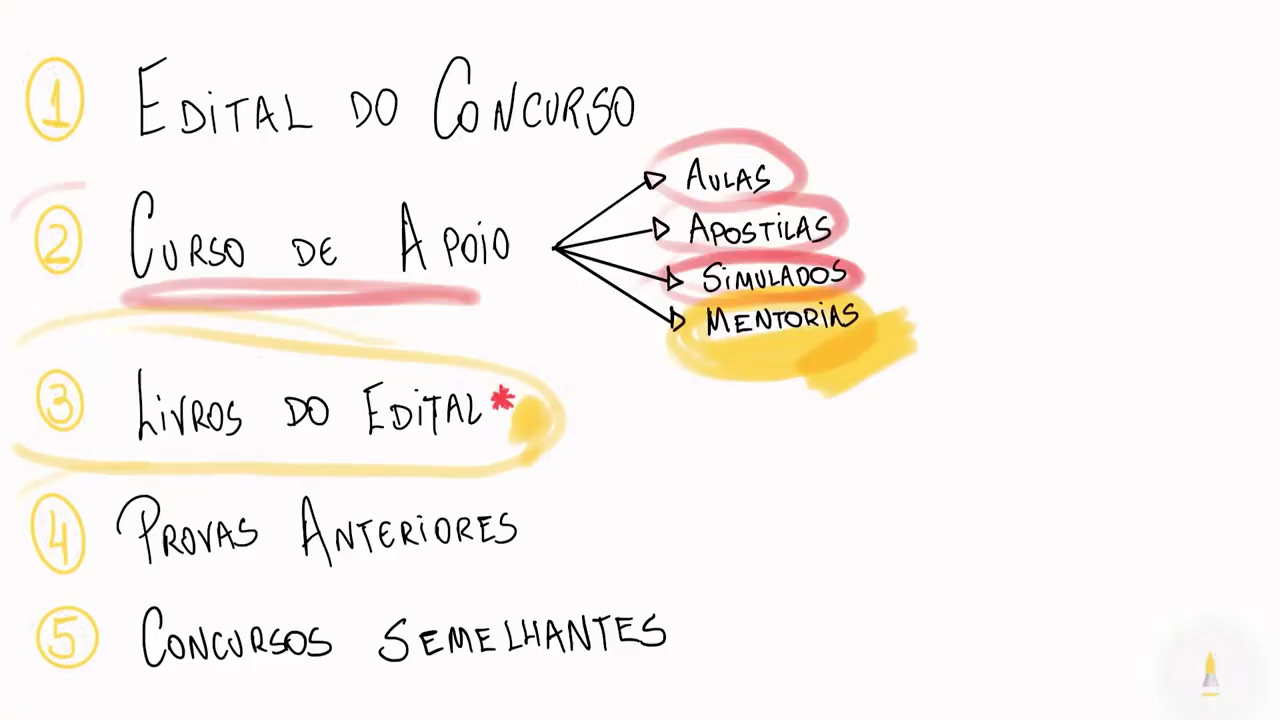 1 EDITAL DO CONCURSO
2 CURSO DE APOIO
AULAS
APOSTILAS
SIMULADOS
MENTORIAS
3 LIVROS DO EDITAL*
4 PROVAS ANTERIORES
5 CONCURSOS SEMELHANTES